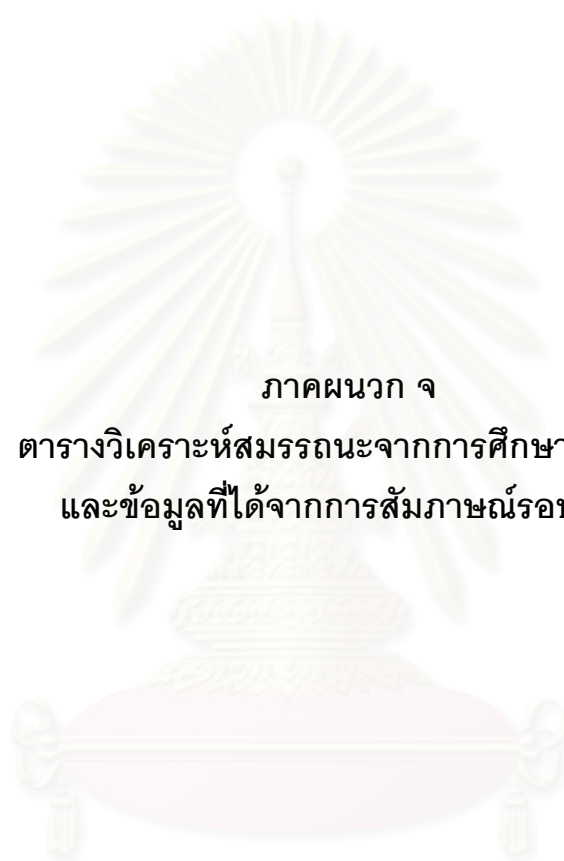 ภาคผนวก จ
ตารางวิเคราะห์สมรรถนะจากการศึกษา
และข้อมูลที่ได้จากการสัมภาษณ์รอบ